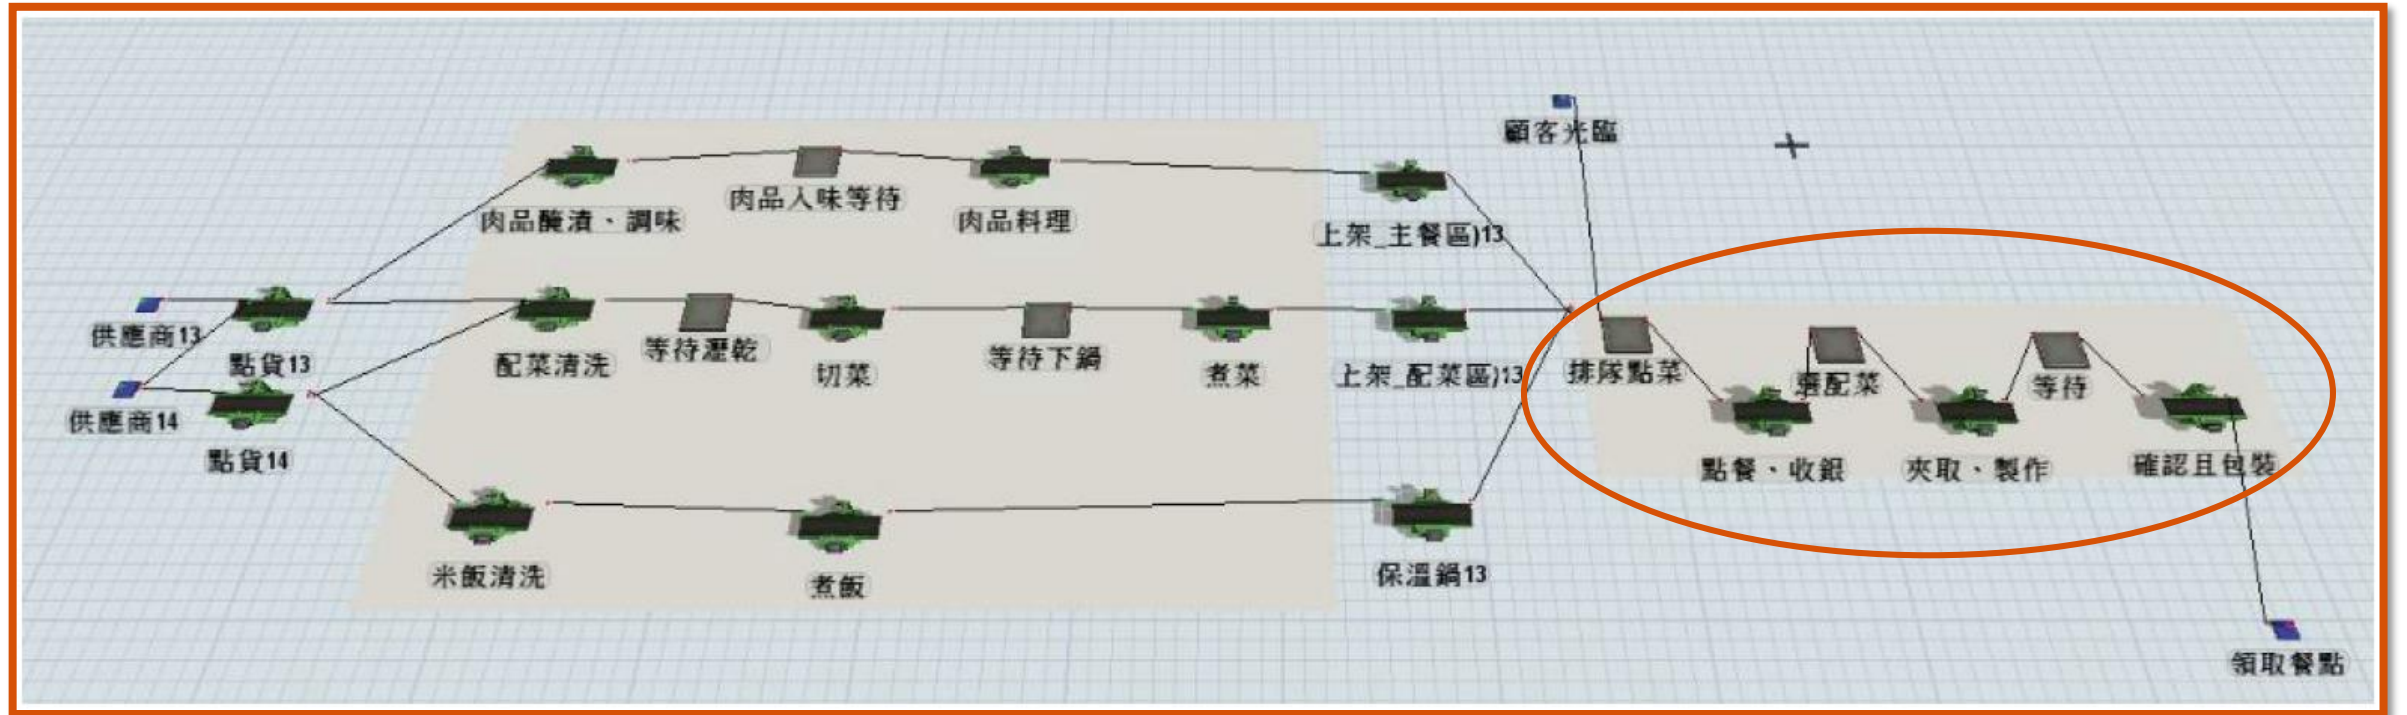 顧客光臨
肉品醃漬、調味
肉品入味等待
肉品料理
上架_主餐區)13
供應商13
點貨13
配菜清洗
等待瀝乾
切菜
等待下鍋
煮菜
上架_配菜區)13
排隊點菜
配菜
等待
供應商14
點貨14
點餐、收銀
夾取、製作
確認且包裝
米飯清洗
煮飯
保溫鍋13
領取餐點